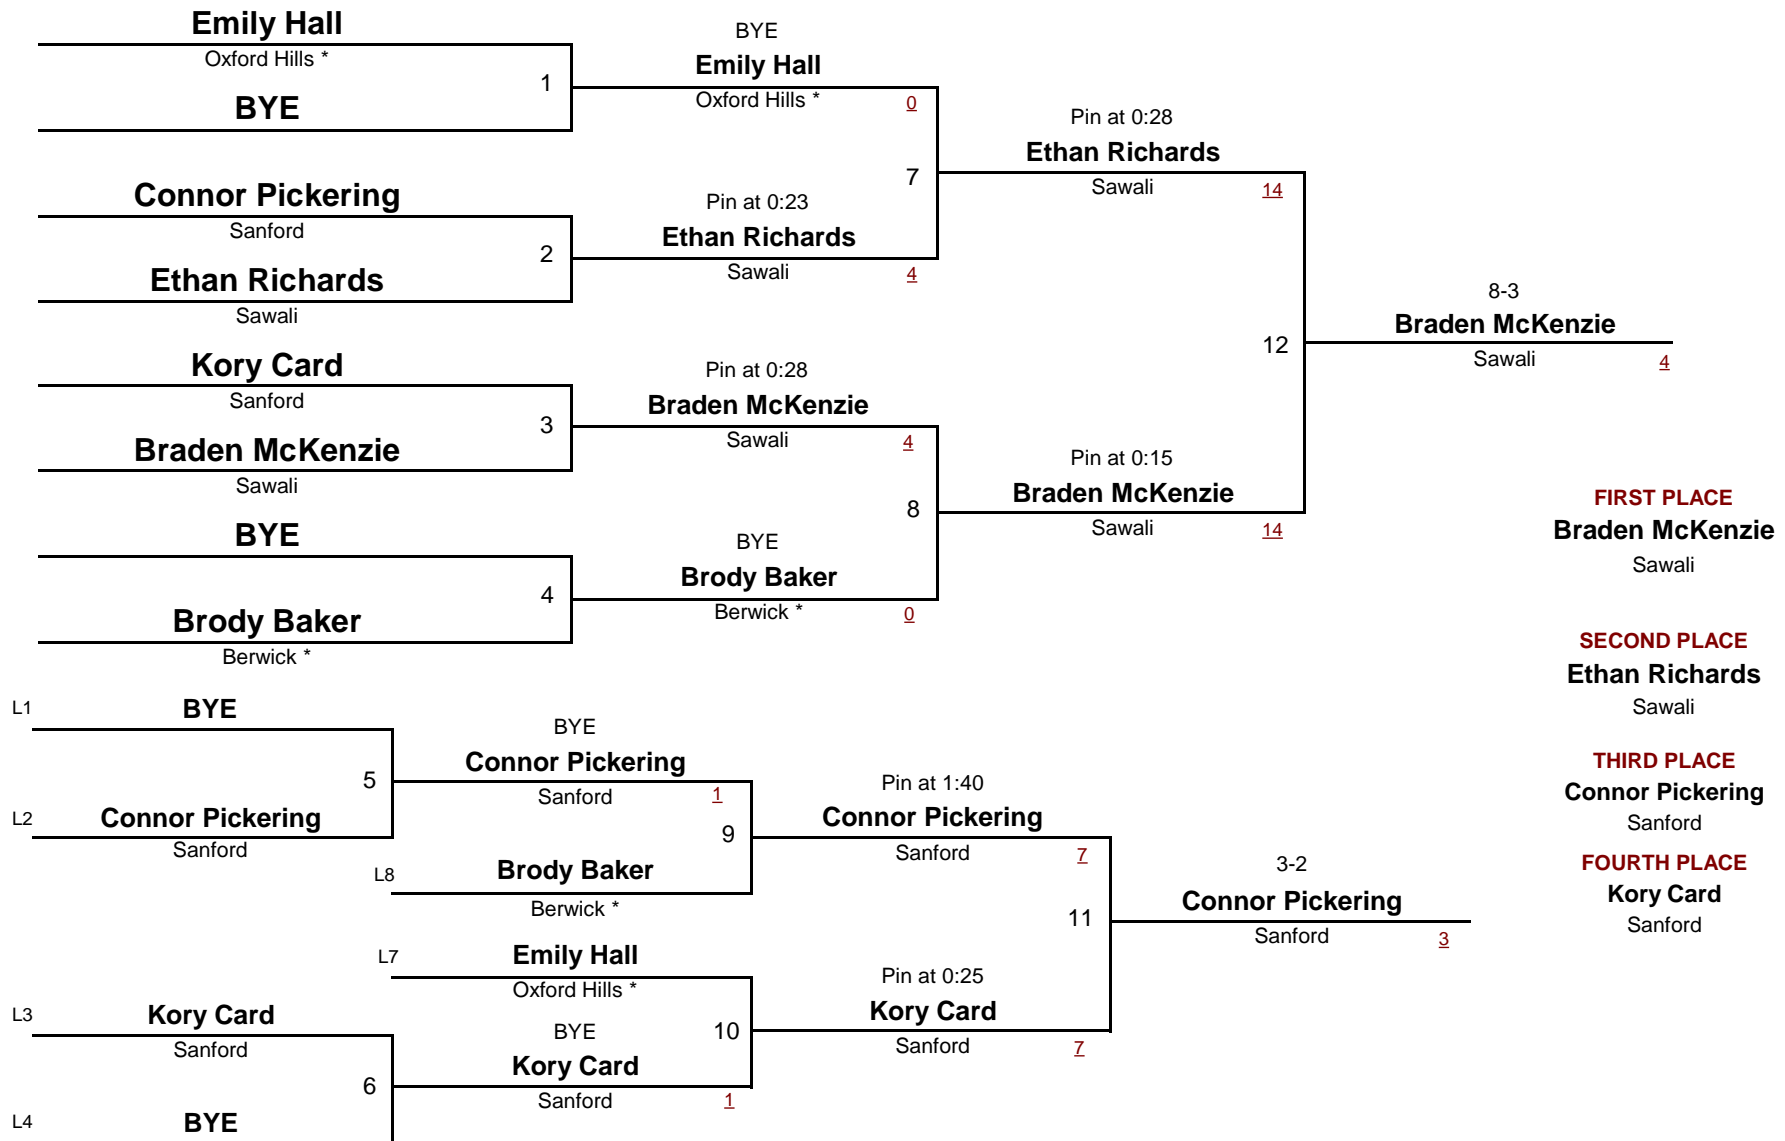 Emily Hall
Oxford Hills *
1
BYE
BYE
Emily Hall
Oxford Hills *
0
Connor Pickering
Sanford
2
Ethan Richards
Sawali
Pin at 0:23
Ethan Richards
Sawali
4
7
Pin at 0:28
Ethan Richards
Sawali
14
Kory Card
Sanford
3
Braden McKenzie
Sawali
Pin at 0:28
Braden McKenzie
Sawali
4
BYE
4
Brody Baker
Berwick *
BYE
Brody Baker
Berwick *
0
8
Pin at 0:15
Braden McKenzie
Sawali
14
12
8-3
Braden McKenzie
Sawali
4
FIRST PLACE
Braden McKenzie
Sawali
SECOND PLACE
Ethan Richards
Sawali
THIRD PLACE
Connor Pickering
Sanford
FOURTH PLACE
Kory Card
Sanford
L1
BYE
5
L2
Connor Pickering
Sanford
BYE
Connor Pickering
Sanford
1
9
L8
Brody Baker
Berwick *
Pin at 1:40
Connor Pickering
Sanford
7
L7
Emily Hall
Oxford Hills *
10
L3
Kory Card
Sanford
6
L4
BYE
BYE
Kory Card
Sanford
1
Pin at 0:25
Kory Card
Sanford
7
11
3-2
Connor Pickering
Sanford
3